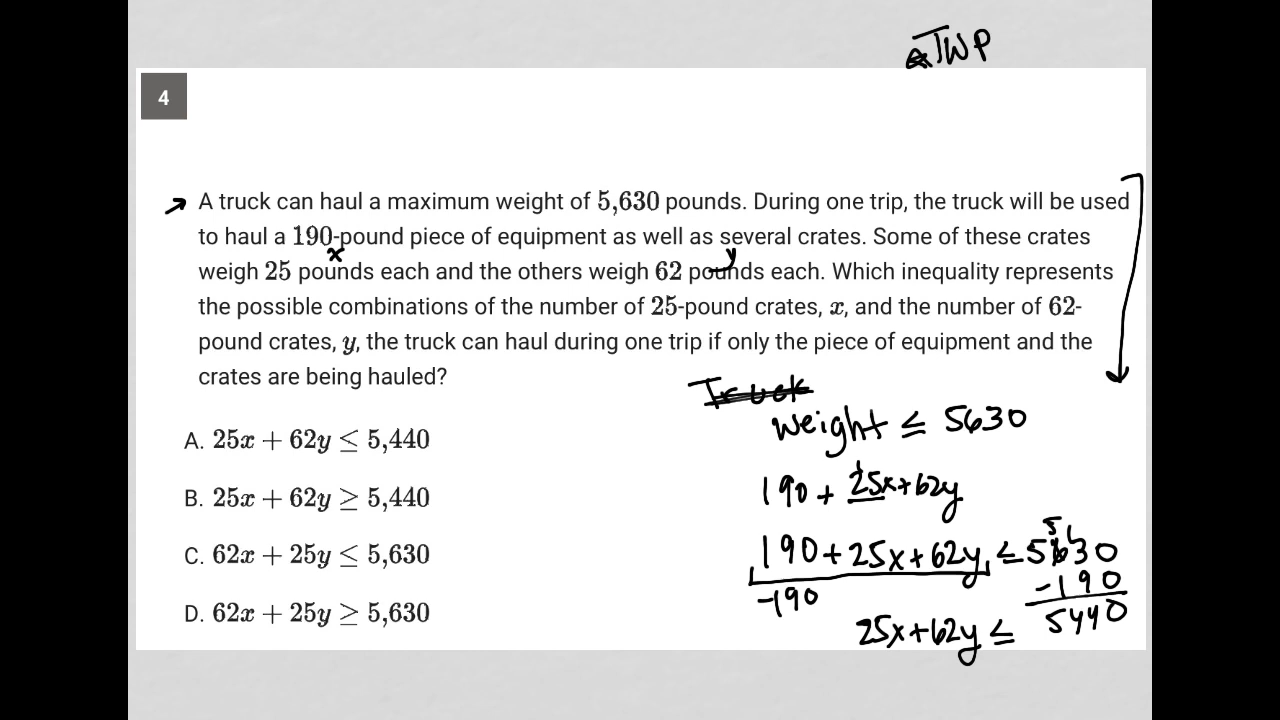 TWP
4
A truck can haul a maximum weight of 5,630 pounds. During one trip, the truck will be used
to haul a 190-pound piece of equipment as well as several crates. Some of these crates
x y
weigh 25 pounds each and the others weigh 62 pounds each. Which inequality represents
the possible combinations of the number of 25-pound crates, x, and the number of 62-
pound crates, y, the truck can haul during one trip if only the piece of equipment and the
crates are being hauled?
Truck
weight ≤ 5630
A. 25x + 62y ≤ 5,440
190 + 25x + 62y
B. 25x + 62y ≥ 5,440
5 1
190 + 25x + 62y ≤ 5630
C. 62x + 25y ≤ 5,630
-190 -190
D. 62x + 25y ≥ 5,630
25x + 62y ≤ 5440